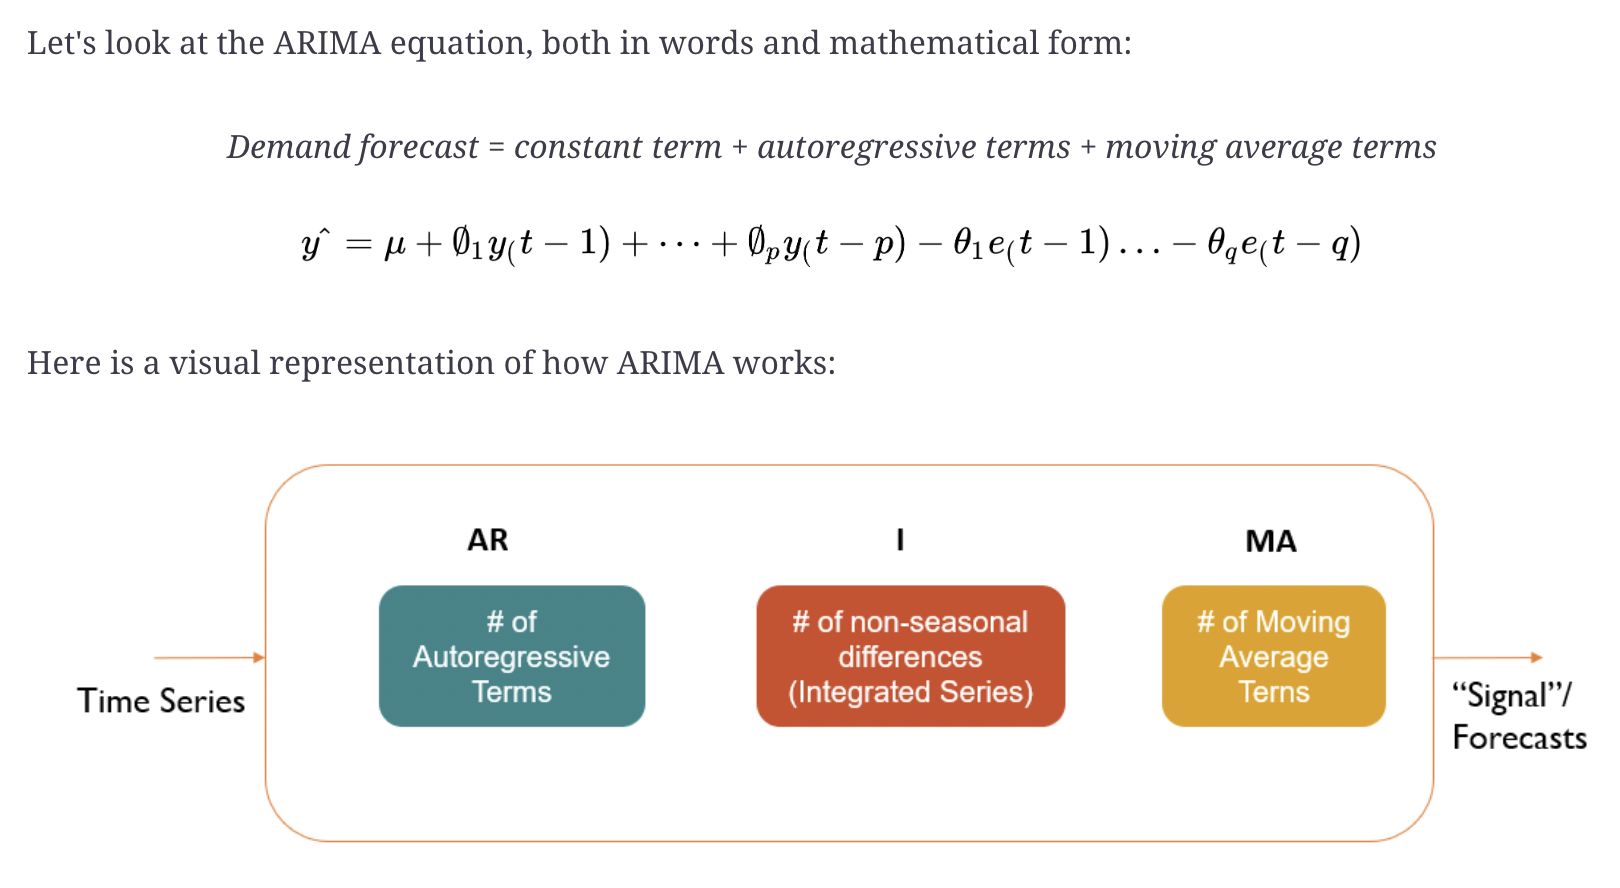 Let's look at the ARIMA equation, both in words and mathematical form:
Demand forecast = constant term + autoregressive terms + moving average terms
yˆ = μ + ∅₁y₍t − 1) + ⋯ + ∅ₚy₍t − p) − θ₁e₍t − 1) … − θ_qe₍t − q)
Here is a visual representation of how ARIMA works:
AR
I
MA
# of
Autoregressive
Terms
# of non-seasonal
differences
(Integrated Series)
# of Moving
Average
Terns
Time Series
“Signal”/
Forecasts